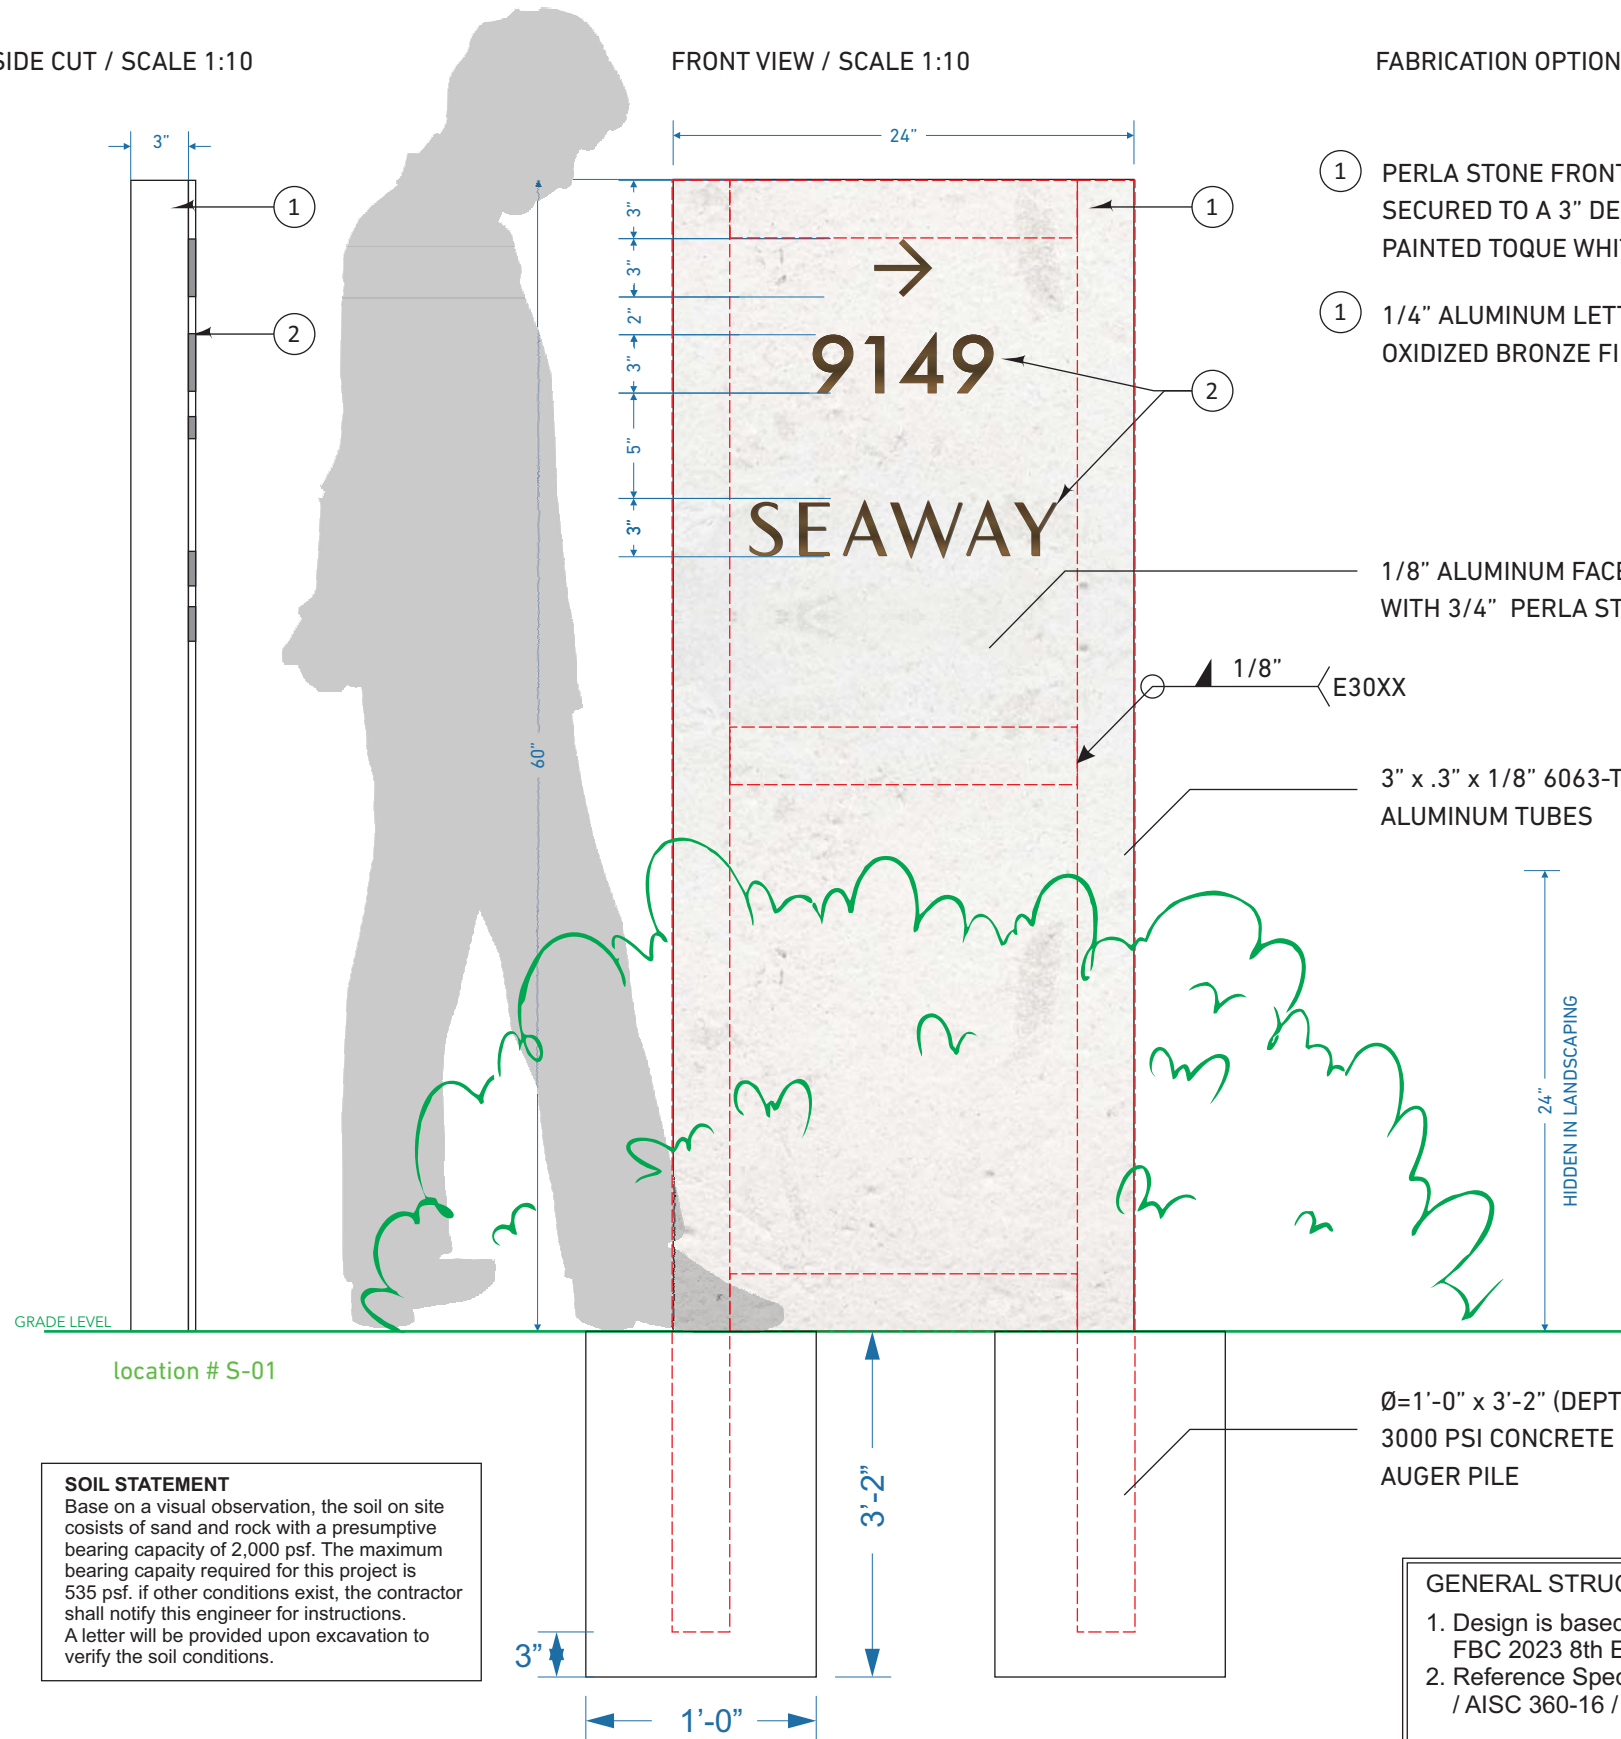 SIDE CUT / SCALE 1:10
FRONT VIEW / SCALE 1:10
FABRICATION OPTION
3”
1
2
60”
24”
3”
3”
2”
3”
5”
3”
→
9149
SEAWAY
1
2
1 PERLA STONE FRONT
SECURED TO A 3” DE
PAINTED TOQUE WHI
1 1/4” ALUMINUM LETT
OXIDIZED BRONZE FI
1/8” ALUMINUM FACE
WITH 3/4” PERLA ST
1/8”
E30XX
3” x .3” x 1/8” 6063-T
ALUMINUM TUBES
24”
HIDDEN IN LANDSCAPING
GRADE LEVEL
location # S-01
SOIL STATEMENT
Base on a visual observation, the soil on site
cosists of sand and rock with a presumptive
bearing capacity of 2,000 psf. The maximum
bearing capaity required for this project is
535 psf. if other conditions exist, the contractor
shall notify this engineer for instructions.
A letter will be provided upon excavation to
verify the soil conditions.
3’-2”
3”
1’-0”
Ø=1’-0” x 3’-2” (DEPT
3000 PSI CONCRETE
AUGER PILE
GENERAL STRUC
1. Design is based
FBC 2023 8th E
2. Reference Spec
/ AISC 360-16 /